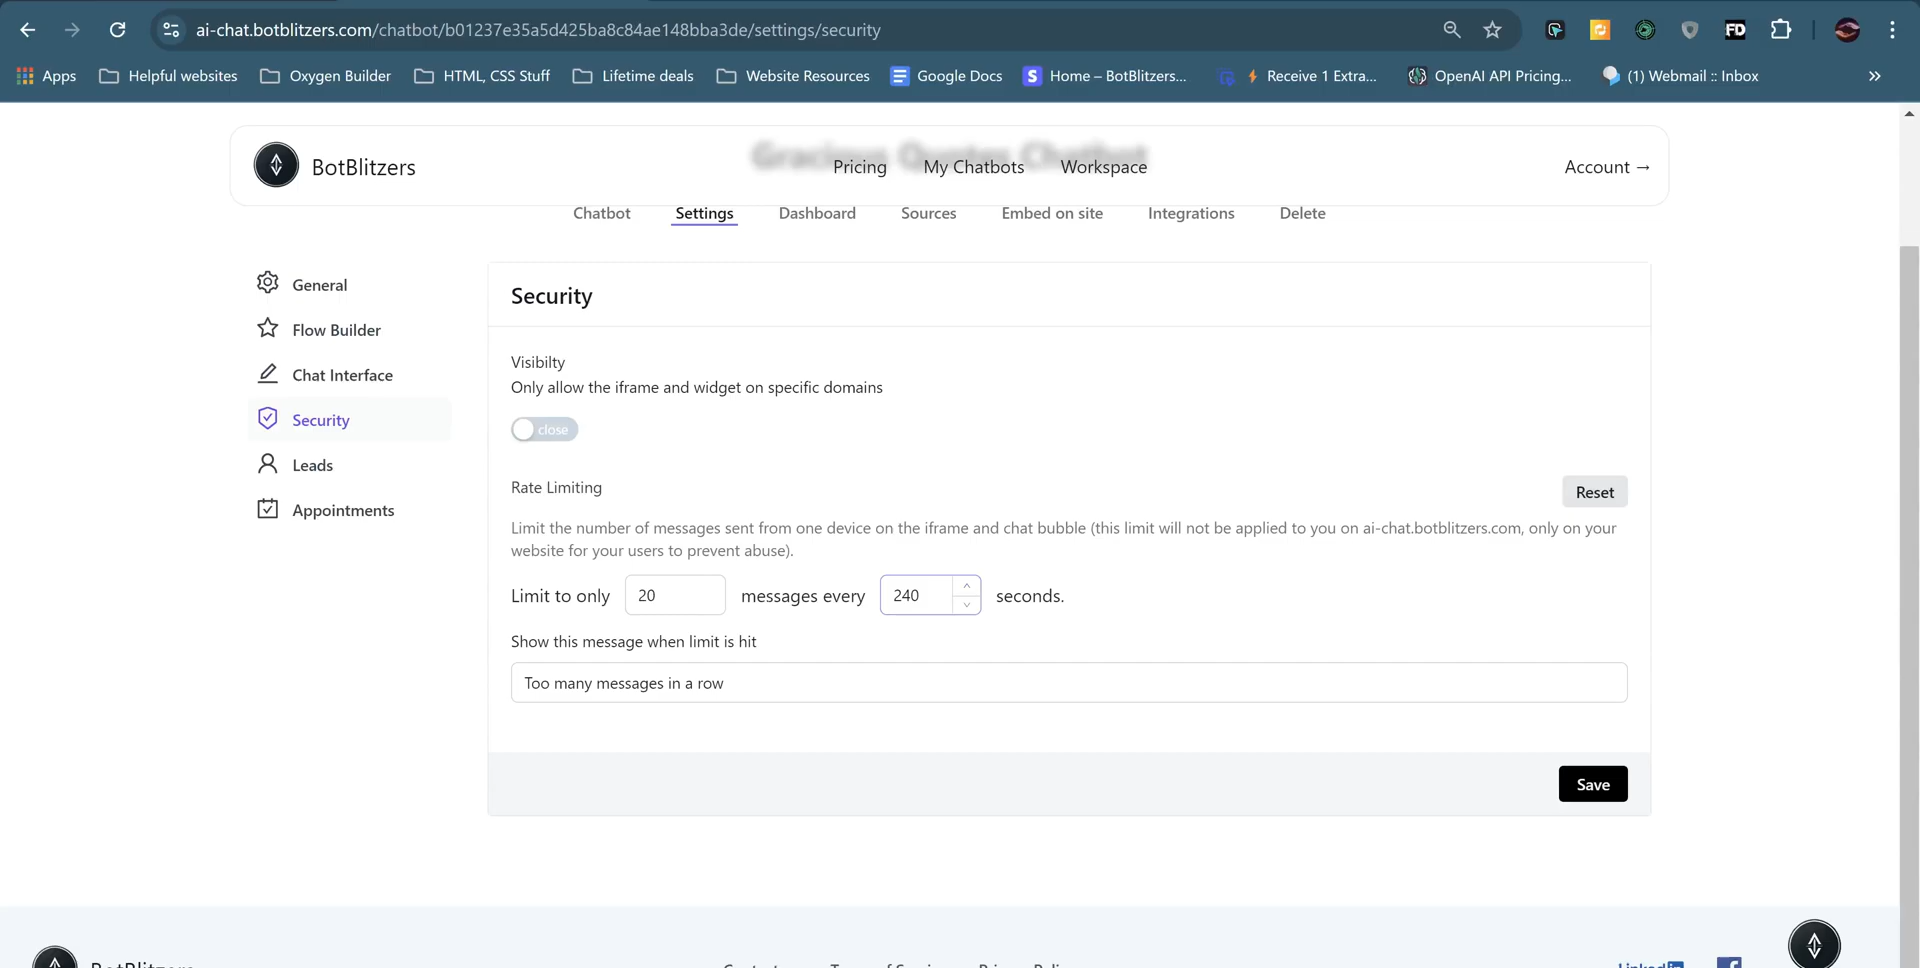 ai-chat.botblitzers.com/chatbot/b01237e35a5d425ba8c84ae148bba3de/settings/security
FD
Apps
Helpful websites
Oxygen Builder
HTML, CSS Stuff
Lifetime deals
Website Resources
Google Docs
S
Home – BotBlitzers...
Receive 1 Extra...
OpenAI API Pricing...
(1) Webmail :: Inbox
»
Gracious Quotes Chatbot
BotBlitzers
Pricing
My Chatbots
Workspace
Account →
Chatbot
Settings
Dashboard
Sources
Embed on site
Integrations
Delete
General
Flow Builder
Chat Interface
Security
Leads
Appointments
Security
Visibilty
Only allow the iframe and widget on specific domains
close
Rate Limiting
Reset
Limit the number of messages sent from one device on the iframe and chat bubble (this limit will not be applied to you on ai-chat.botblitzers.com, only on your
website for your users to prevent abuse).
Limit to only 20 messages every 240 seconds.
Show this message when limit is hit
Too many messages in a row
Save